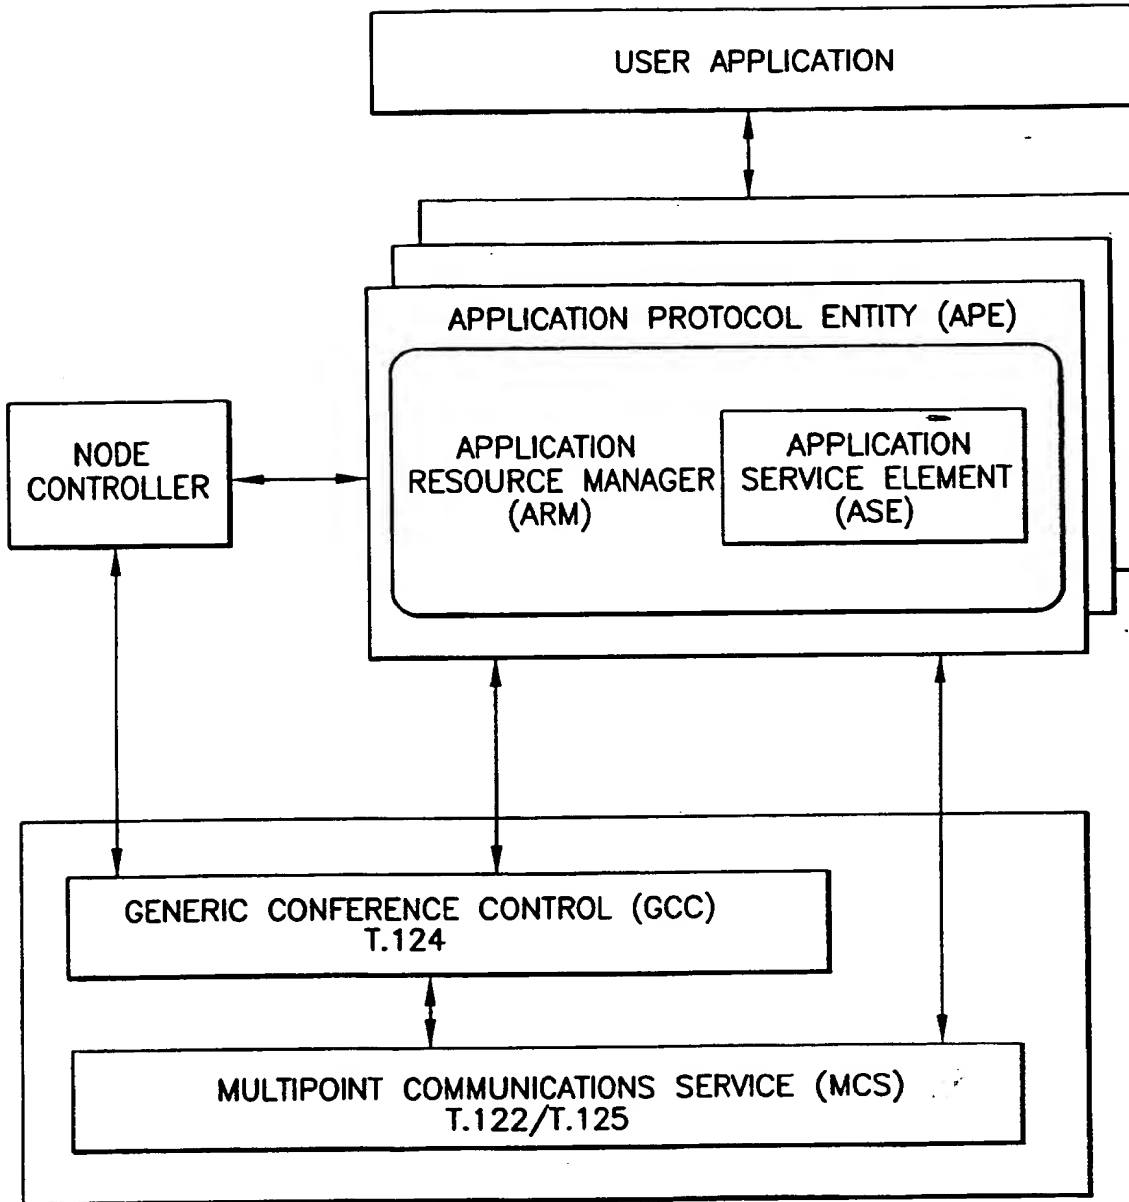 USER APPLICATION
APPLICATION PROTOCOL ENTITY (APE)
NODE
CONTROLLER
APPLICATION
RESOURCE MANAGER
(ARM)
APPLICATION
SERVICE ELEMENT
(ASE)
GENERIC CONFERENCE CONTROL (GCC)
T.124
MULTIPOINT COMMUNICATIONS SERVICE (MCS)
T.122/T.125